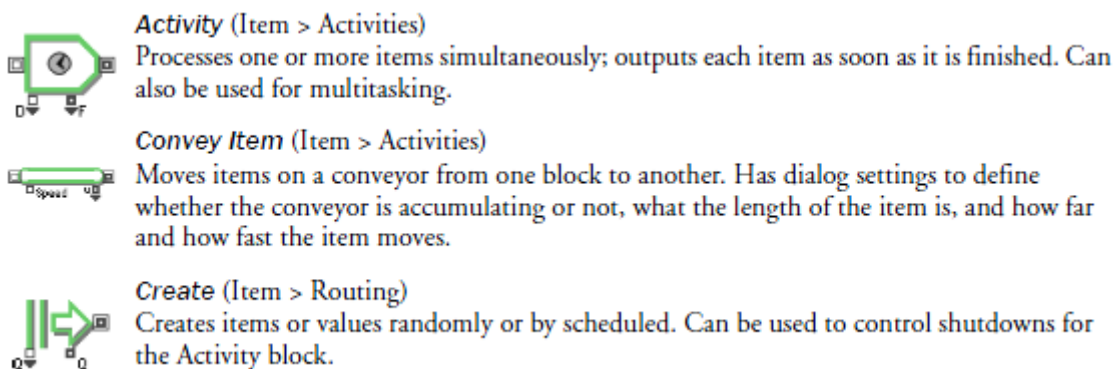 Activity (Item > Activities)
Processes one or more items simultaneously; outputs each item as soon as it is finished. Can
also be used for multitasking.
D F
Convey Item (Item > Activities)
Moves items on a conveyor from one block to another. Has dialog settings to define
Speed U
whether the conveyor is accumulating or not, what the length of the item is, and how far
and how fast the item moves.
Create (Item > Routing)
Creates items or values randomly or by scheduled. Can be used to control shutdowns for
the Activity block.